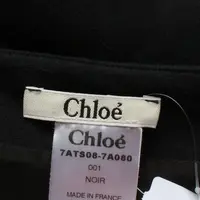 Chloé
Chloé
7ATS08-7A060
001
NOIR
MADE IN FRANCE